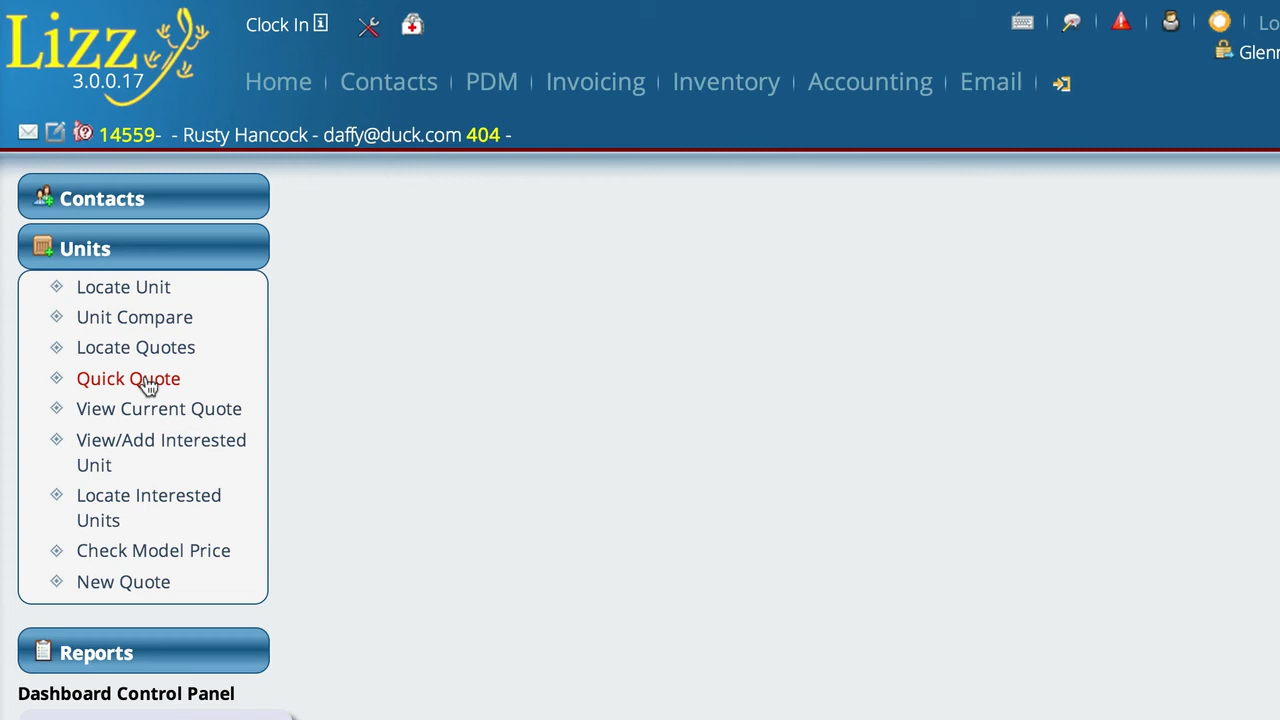 Lizz
3.0.0.17
Clock In
Lo
Glenn
Home Contacts PDM Invoicing Inventory Accounting Email
14559- - Rusty Hancock - daffy@duck.com 404 -
Contacts
Units
Locate Unit
Unit Compare
Locate Quotes
Quick Quote
View Current Quote
View/Add Interested
Unit
Locate Interested
Units
Check Model Price
New Quote
Reports
Dashboard Control Panel